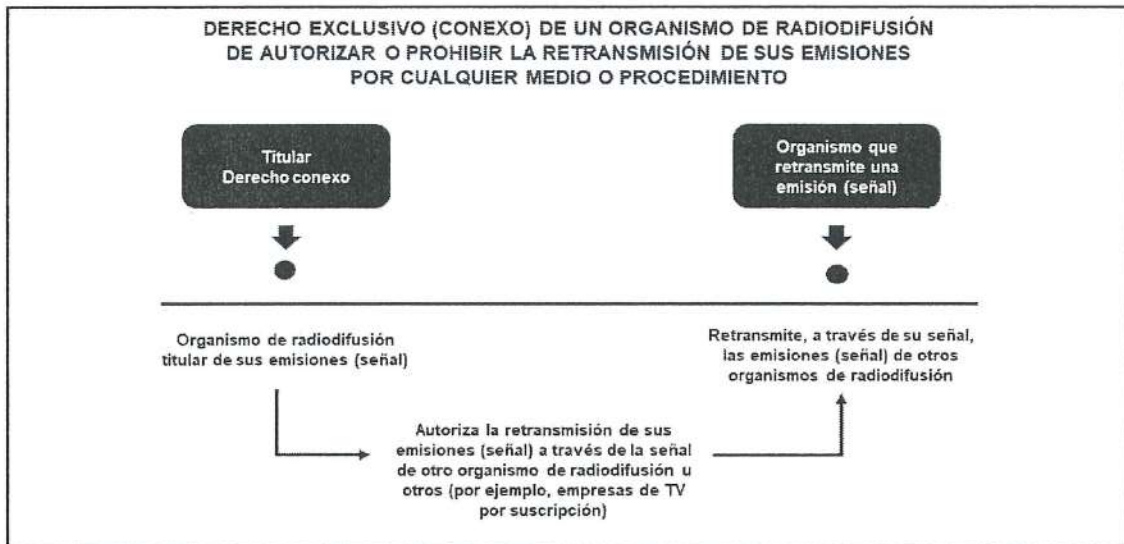 DERECHO EXCLUSIVO (CONEXO) DE UN ORGANISMO DE RADIODIFUSIÓN
DE AUTORIZAR O PROHIBIR LA RETRANSMISIÓN DE SUS EMISIONES
POR CUALQUIER MEDIO O PROCEDIMIENTO
Titular
Derecho conexo
Organismo que
retransmite una
emisión (señal)
Organismo de radiodifusión
titular de sus emisiones (señal)
Retransmite, a través de su señal,
las emisiones (señal) de otros
organismos de radiodifusión
Autoriza la retransmisión de sus
emisiones (señal) a través de la señal
de otro organismo de radiodifusión u
otros (por ejemplo, empresas de TV
por suscripción)